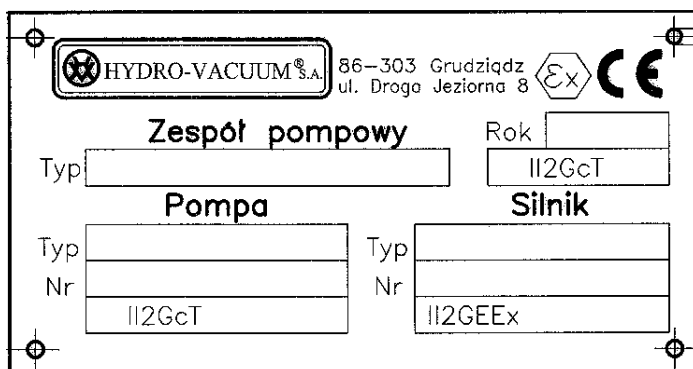 HYDRO-VACUUM® S.A. 86-303 Grudziądz Ex CE
ul. Droga Jeziorna 8
Zespół pompowy Rok
Typ II2GcT
Pompa Silnik
Typ Typ
Nr Nr
II2GcT II2GEEx